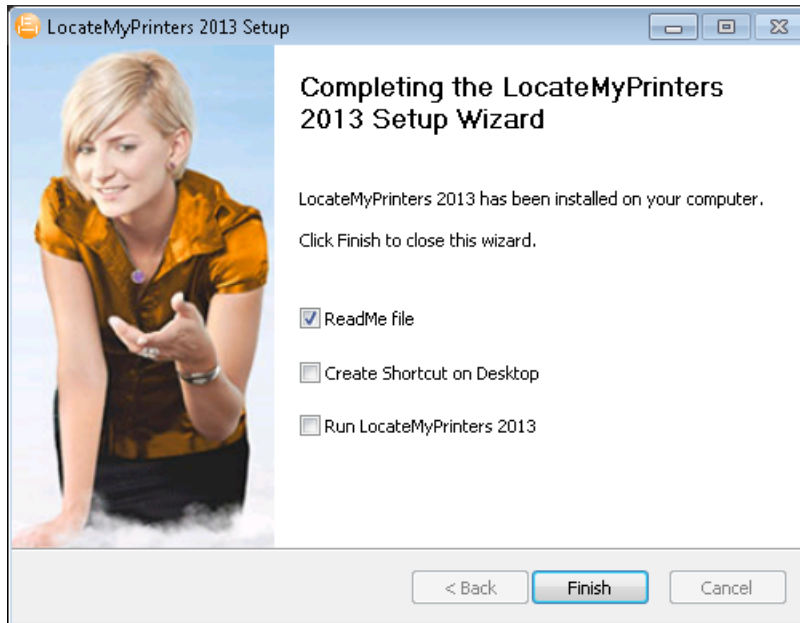 LocateMyPrinters 2013 Setup
Completing the LocateMyPrinters
2013 Setup Wizard
LocateMyPrinters 2013 has been installed on your computer.
Click Finish to close this wizard.
ReadMe file
Create Shortcut on Desktop
Run LocateMyPrinters 2013
< Back
Finish
Cancel